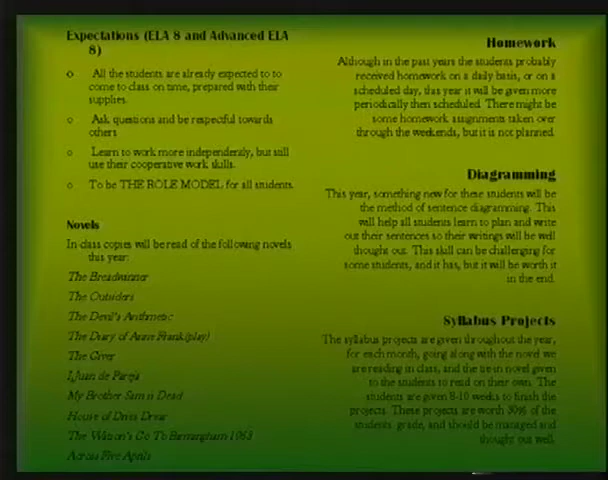 Expectations (ELA 8 and Advanced ELA
8)
o All the students are already expected to to
come to class on time, prepared with their
supplies.
o Ask questions and be respectful towards
others
o Learn to work more independently, but still
use their cooperative work skills.
o To be THE ROLE MODEL for all students.
Novels
In-class copies will be read of the following novels
this year:
The Breadwinner
The Outsiders
The Devil's Arithmetic
The Diary of Anne Frank(play)
The Giver
I, Juan de Pareja
My Brother Sam is Dead
House of Dies Drear
The Watson's Go To Birmingham 1963
Across Five Aprils
Homework
Although in the past years the students probably
received homework on a daily basis, or on a
scheduled day, this year it will be given more
periodically then scheduled. There might be
some homework assignments taken over
through the weekends, but it is not planned.
Diagramming
This year, something new for these students will be
the method of sentence diagramming. This
will help all students learn to plan and write
out their sentences so their writings will be well
thought out. This skill can be challenging for
some students, and it has, but it will be worth it
in the end.
Syllabus Projects
The syllabus projects are given throughout the year,
for each month, going along with the novel we
are reading in class, and the tie-in novel given
to the students to read on their own. The
students are given 8-10 weeks to finish the
projects. These projects are worth 30% of the
students grade, and should be managed and
thought out well.